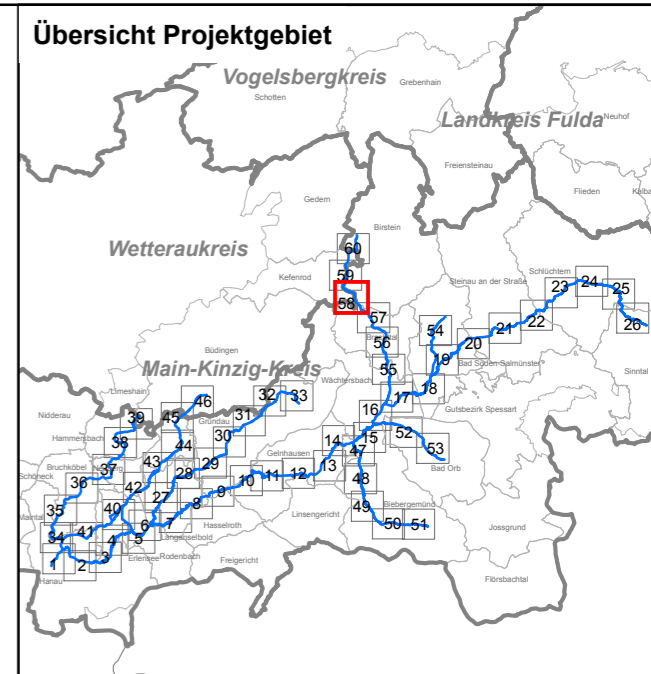 Übersicht Projektgebiet
Vogelsbergkreis
Grebenhain
Schotten
Landkreis Fulda
Neuhof
Freiensteinau
Flieden
Kalba
Gedern
Birstein
Wetteraukreis
60
Kefenrod
59
Steinau an der Straße
Schlüchtern
23
24
25
58
57
54
21
22
26
Büdingen
56
20
Sinntal
Main-Kinzig-Kreis
19
Bad Soden-Salmünster
Limeshain
Wächtersbach
55
18
32
33
46
17
Gutsbezirk Spessart
Nidderau
39
45
31
Gründau
16
Hammersbach
38
30
44
14
15
52
Gelnhausen
47
53
Bruchköbel
37
43
29
13
Bad Orb
Schöneck
36
28
10
11
12
48
42
9
27
8
35
Linsengericht
49
Biebergemünd
Maintal
40
Hasselroth
50
51
41
6
7
Jossgrund
34
4
5
Langenselbold
Erlensee
Rodenbach
Freigericht
1
2
3
Hanau
Flörsbachtal